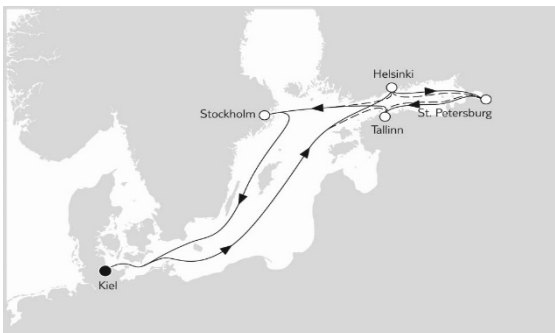 Helsinki
Stockholm
St. Petersburg
Tallinn
Kiel